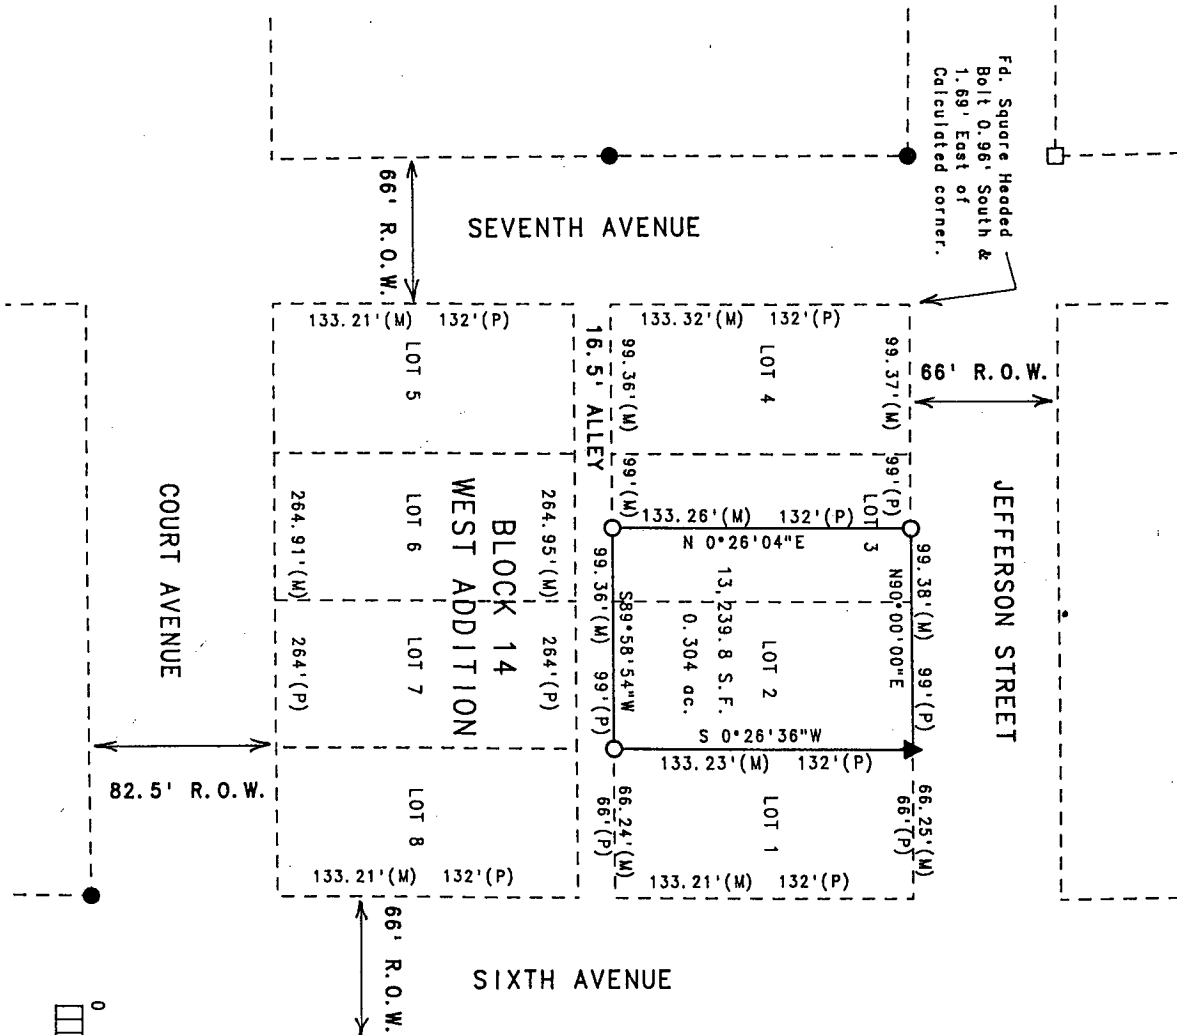 Fd. Square Headed
Bolt 0.96' South &
1.69' East of
Calculated corner.
66' R.O.W.
SEVENTH AVENUE
133.21'(M) 132'(P)
LOT 5
16.5' ALLEY
133.32'(M) 132'(P)
99.36'(M)
LOT 4
99.37'(M)
66' R.O.W.
99'(M)
99'(P)
LOT 3
133.26'(M) 132'(P)
N 0°26'04"E
JEFFERSON STREET
COURT AVENUE
264.91'(M)
264'(P)
LOT 6
LOT 7
BLOCK 14
WEST ADDITION
264.95'(M)
264'(P)
99.36'(M) 99'(P)
S89°58'54"W
13,239.8 S.F.
0.304 ac.
LOT 2
N90°00'00"E
99.38'(M) 99'(P)
S 0°26'36"W
133.23'(M) 132'(P)
82.5' R.O.W.
LOT 8
133.21'(M) 132'(P)
66.24'(M)
66'(P)
LOT 1
66.25'(M)
66'(P)
133.21'(M) 132'(P)
66' R.O.W.
SIXTH AVENUE
0